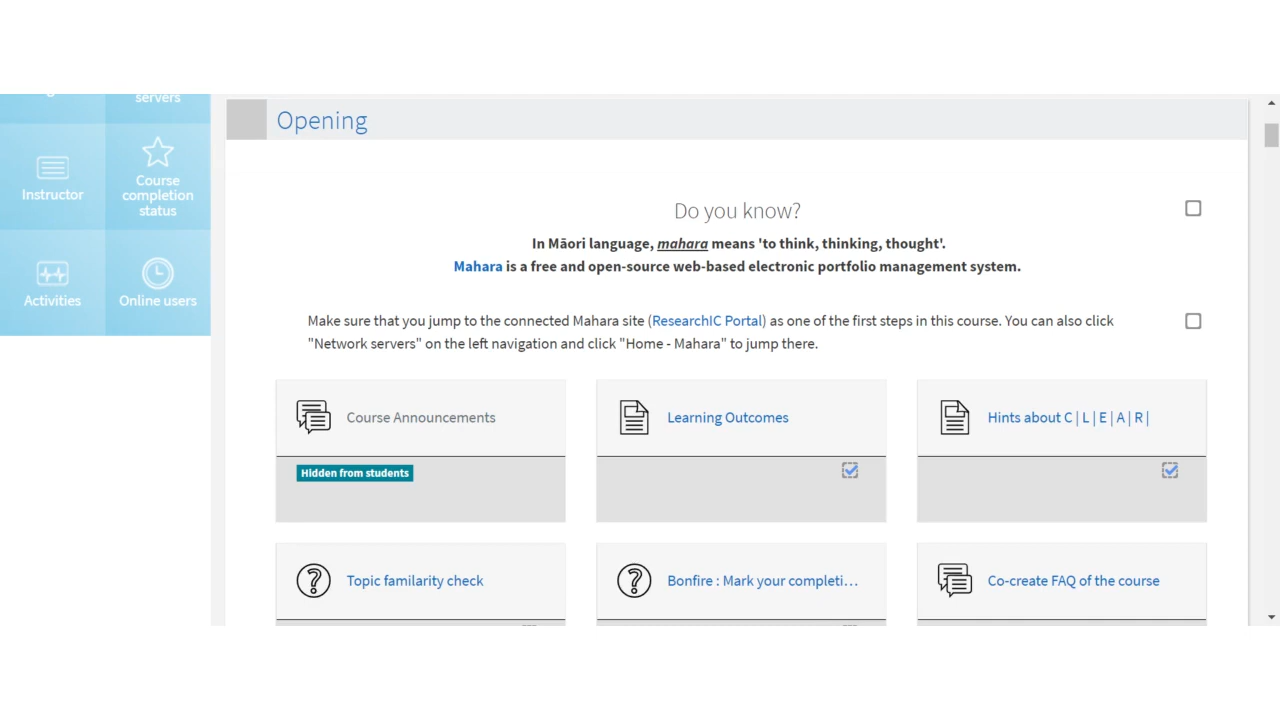 servers
Opening
Instructor
Course
completion
status
Do you know?
In Māori language, mahara means 'to think, thinking, thought'.
Mahara is a free and open-source web-based electronic portfolio management system.
Activities
Online users
Make sure that you jump to the connected Mahara site (ResearchIC Portal) as one of the first steps in this course. You can also click
"Network servers" on the left navigation and click "Home - Mahara" to jump there.
Course Announcements
Learning Outcomes
Hints about C | L | E | A | R |
Hidden from students
Topic familarity check
Bonfire : Mark your completi...
Co-create FAQ of the course